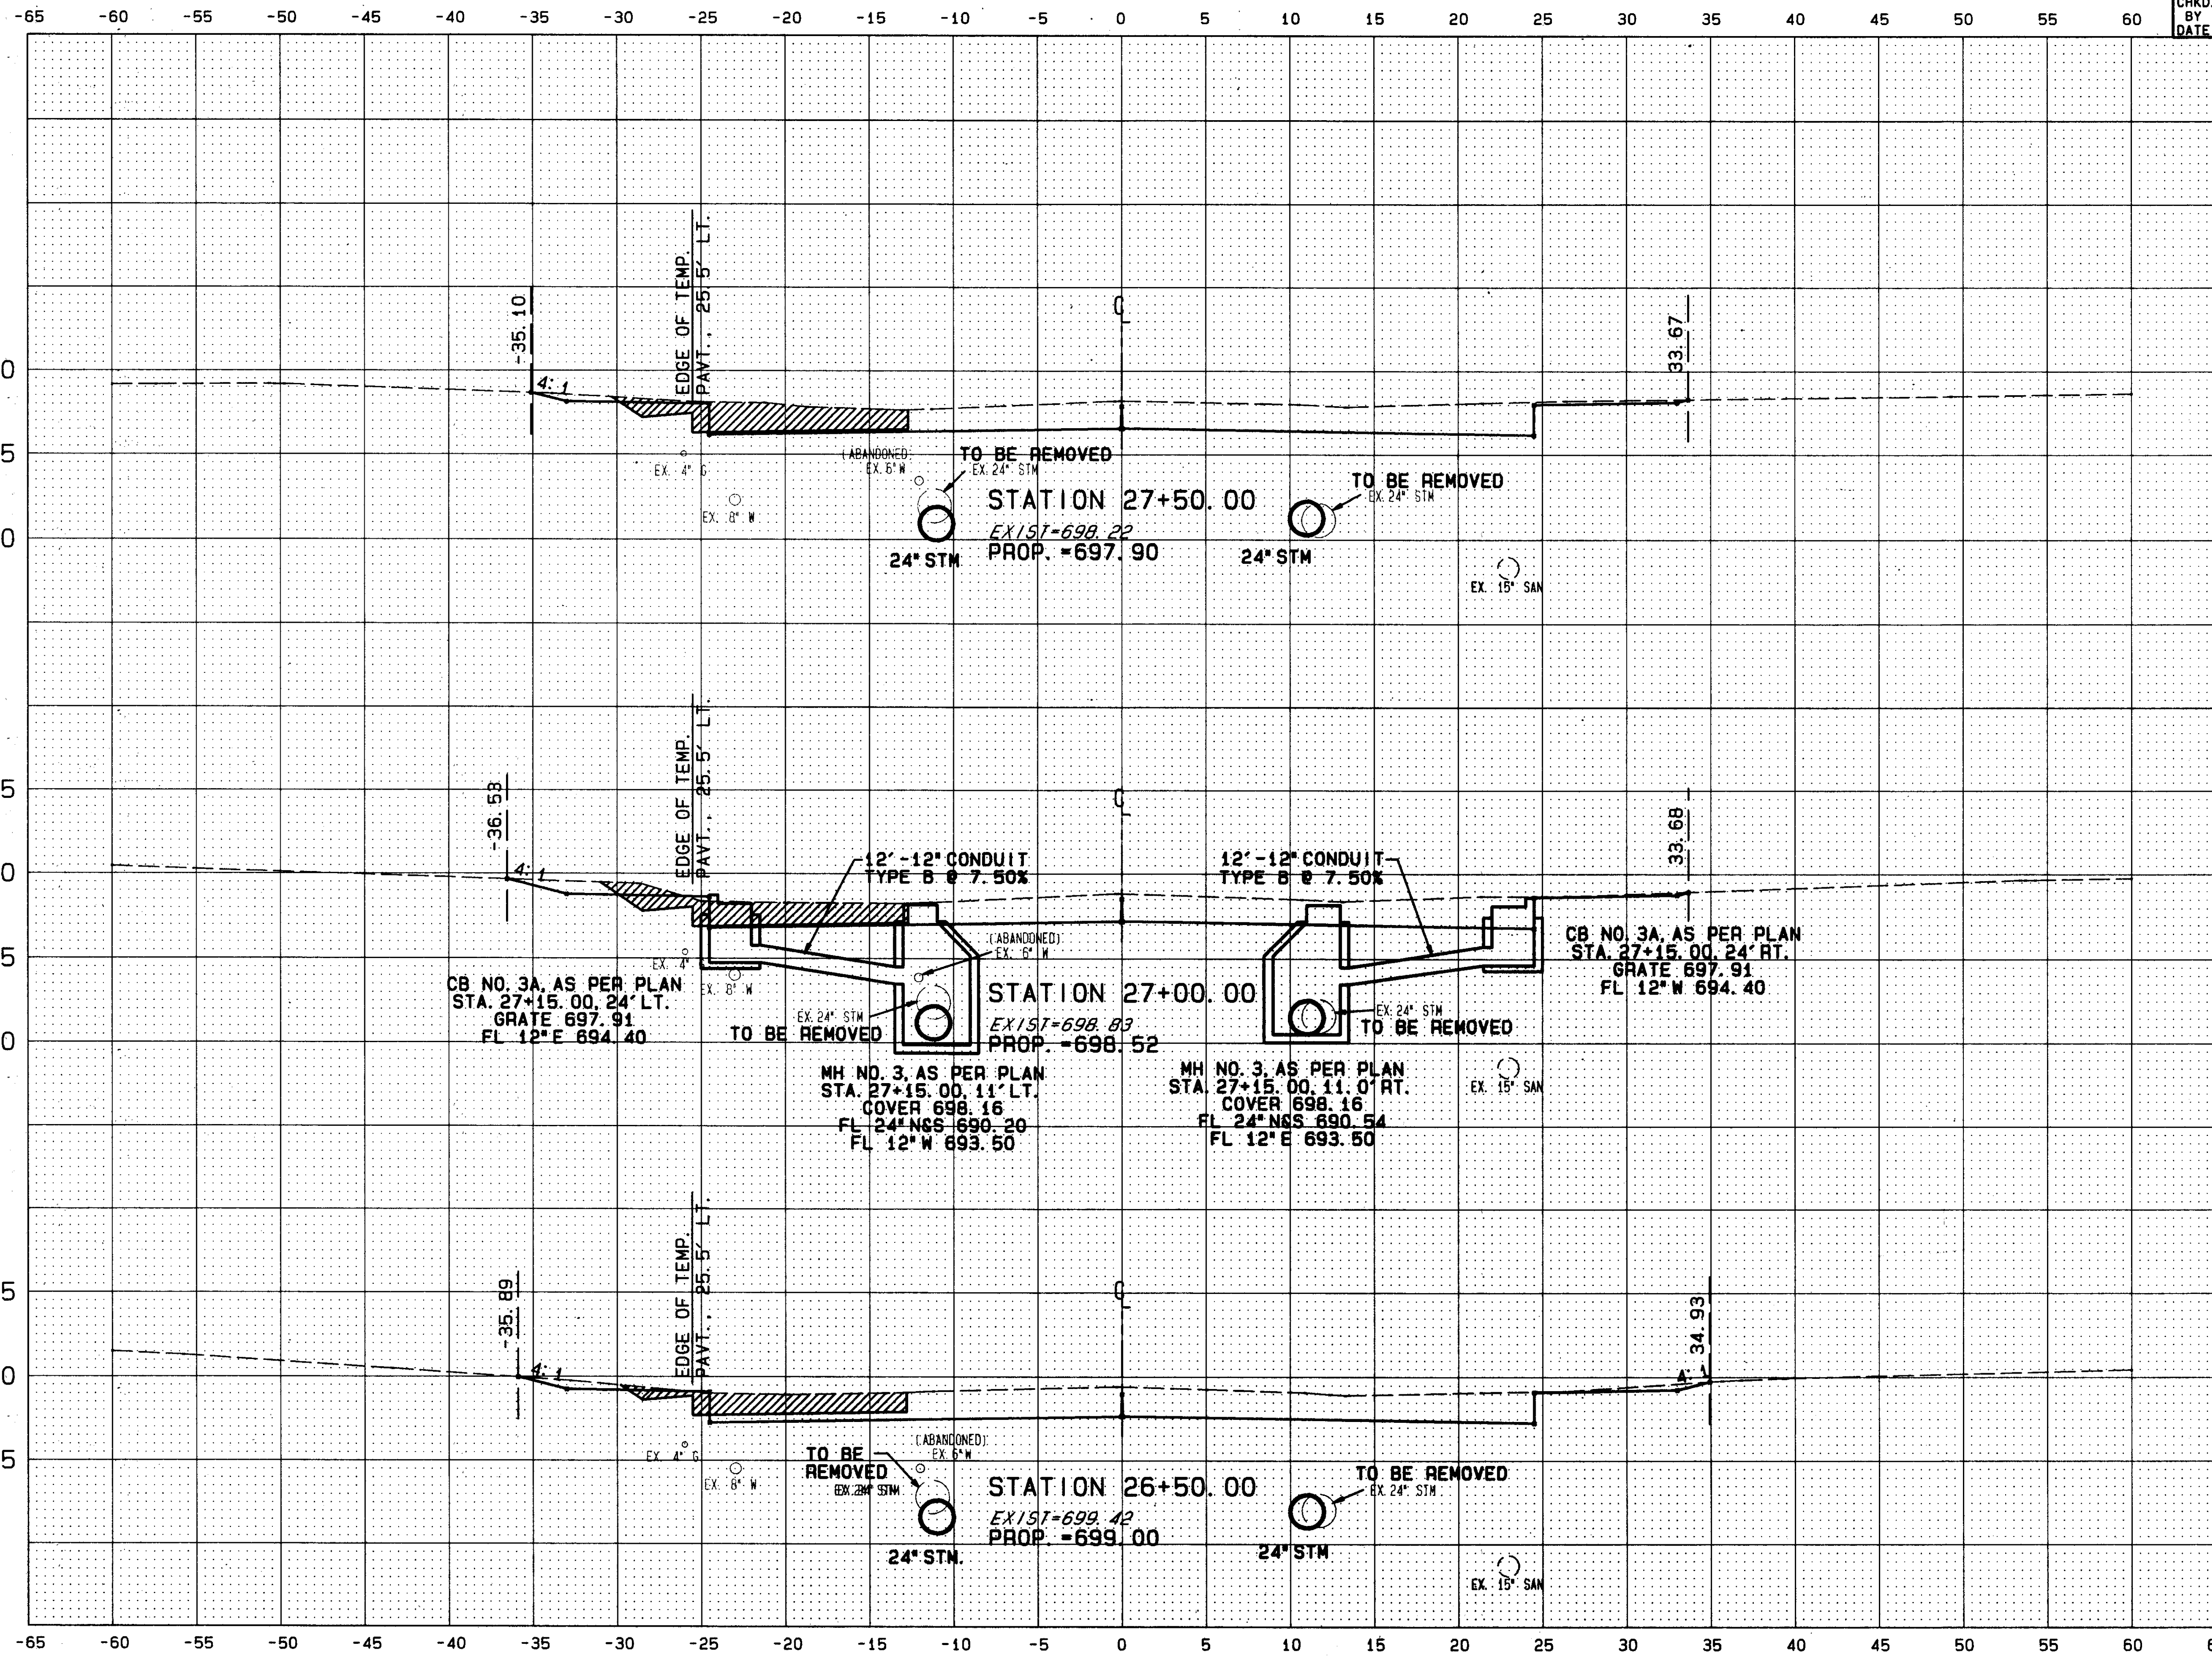 -65 -60 -55 -50 -45 -40 -35 -30 -25 -20 -15 -10 -5 0 5 10 15 20 25 30 35 40 45 50 55 60
CHKD.
BY
DATE
-35.10
EDGE OF TEMP.
PAVT., 25.5' LT.
CL
33.67
0
4:1
5
EX. 4" G
(ABANDONED)
EX. 6" W
TO BE REMOVED
EX. 24" STM
TO BE REMOVED
EX. 24" STM
EX. 8" W
STATION 27+50.00
EXIST=698.22
PROP. =697.90
0
24" STM
24" STM
EX. 15" SAN
EDGE OF TEMP.
PAVT., 25.5' LT.
5
-36.53
CL
33.68
0
4:1
12'-12" CONDUIT
TYPE B @ 7.50%
12'-12" CONDUIT
TYPE B @ 7.50%
5
EX. 4"
EX. 8" W
(ABANDONED)
EX. 6" W
CB NO. 3A, AS PER PLAN
STA. 27+15.00, 24' LT.
GRATE 697.91
FL 12" E 694.40
CB NO. 3A, AS PER PLAN
STA. 27+15.00, 24' RT.
GRATE 697.91
FL 12" W 694.40
STATION 27+00.00
EXIST=698.83
PROP. =698.52
EX. 24" STM
TO BE REMOVED
EX. 24" STM
TO BE REMOVED
0
MH NO. 3, AS PER PLAN
STA. 27+15.00, 11' LT.
COVER 698.16
FL 24" N&S 690.20
FL 12" W 693.50
MH NO. 3, AS PER PLAN
STA. 27+15.00, 11.0' RT.
COVER 698.16
FL 24" N&S 690.54
FL 12" E 693.50
EX. 15" SAN
EDGE OF TEMP.
PAVT., 25.5' LT.
5
-35.89
CL
34.93
0
4:1
4:1
5
EX. 4" G
EX. 8" W
TO BE
REMOVED
EX. 24" STM
(ABANDONED)
EX. 6" W
STATION 26+50.00
EXIST=699.42
PROP. =699.00
TO BE REMOVED
EX. 24" STM
24" STM.
24" STM
EX. 15" SAN
-65 -60 -55 -50 -45 -40 -35 -30 -25 -20 -15 -10 -5 0 5 10 15 20 25 30 35 40 45 50 55 60